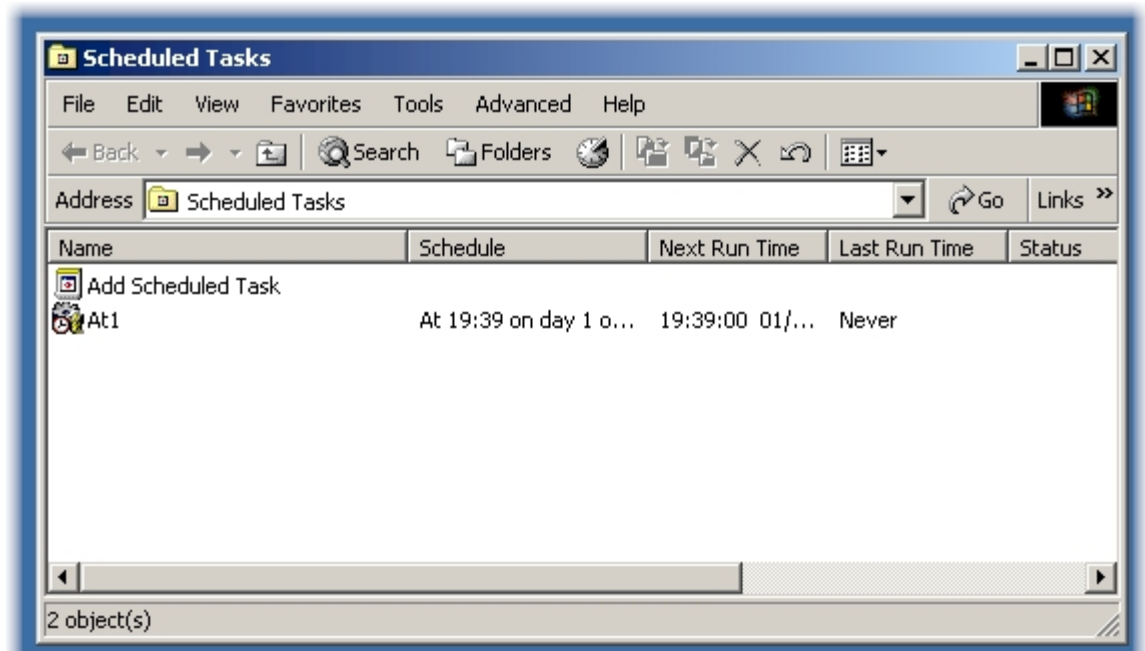 Scheduled Tasks
File Edit View Favorites Tools Advanced Help
Back Search Folders
Address Scheduled Tasks Go Links »
Name Schedule Next Run Time Last Run Time Status
Add Scheduled Task
At1 At 19:39 on day 1 o... 19:39:00 01/... Never
2 object(s)